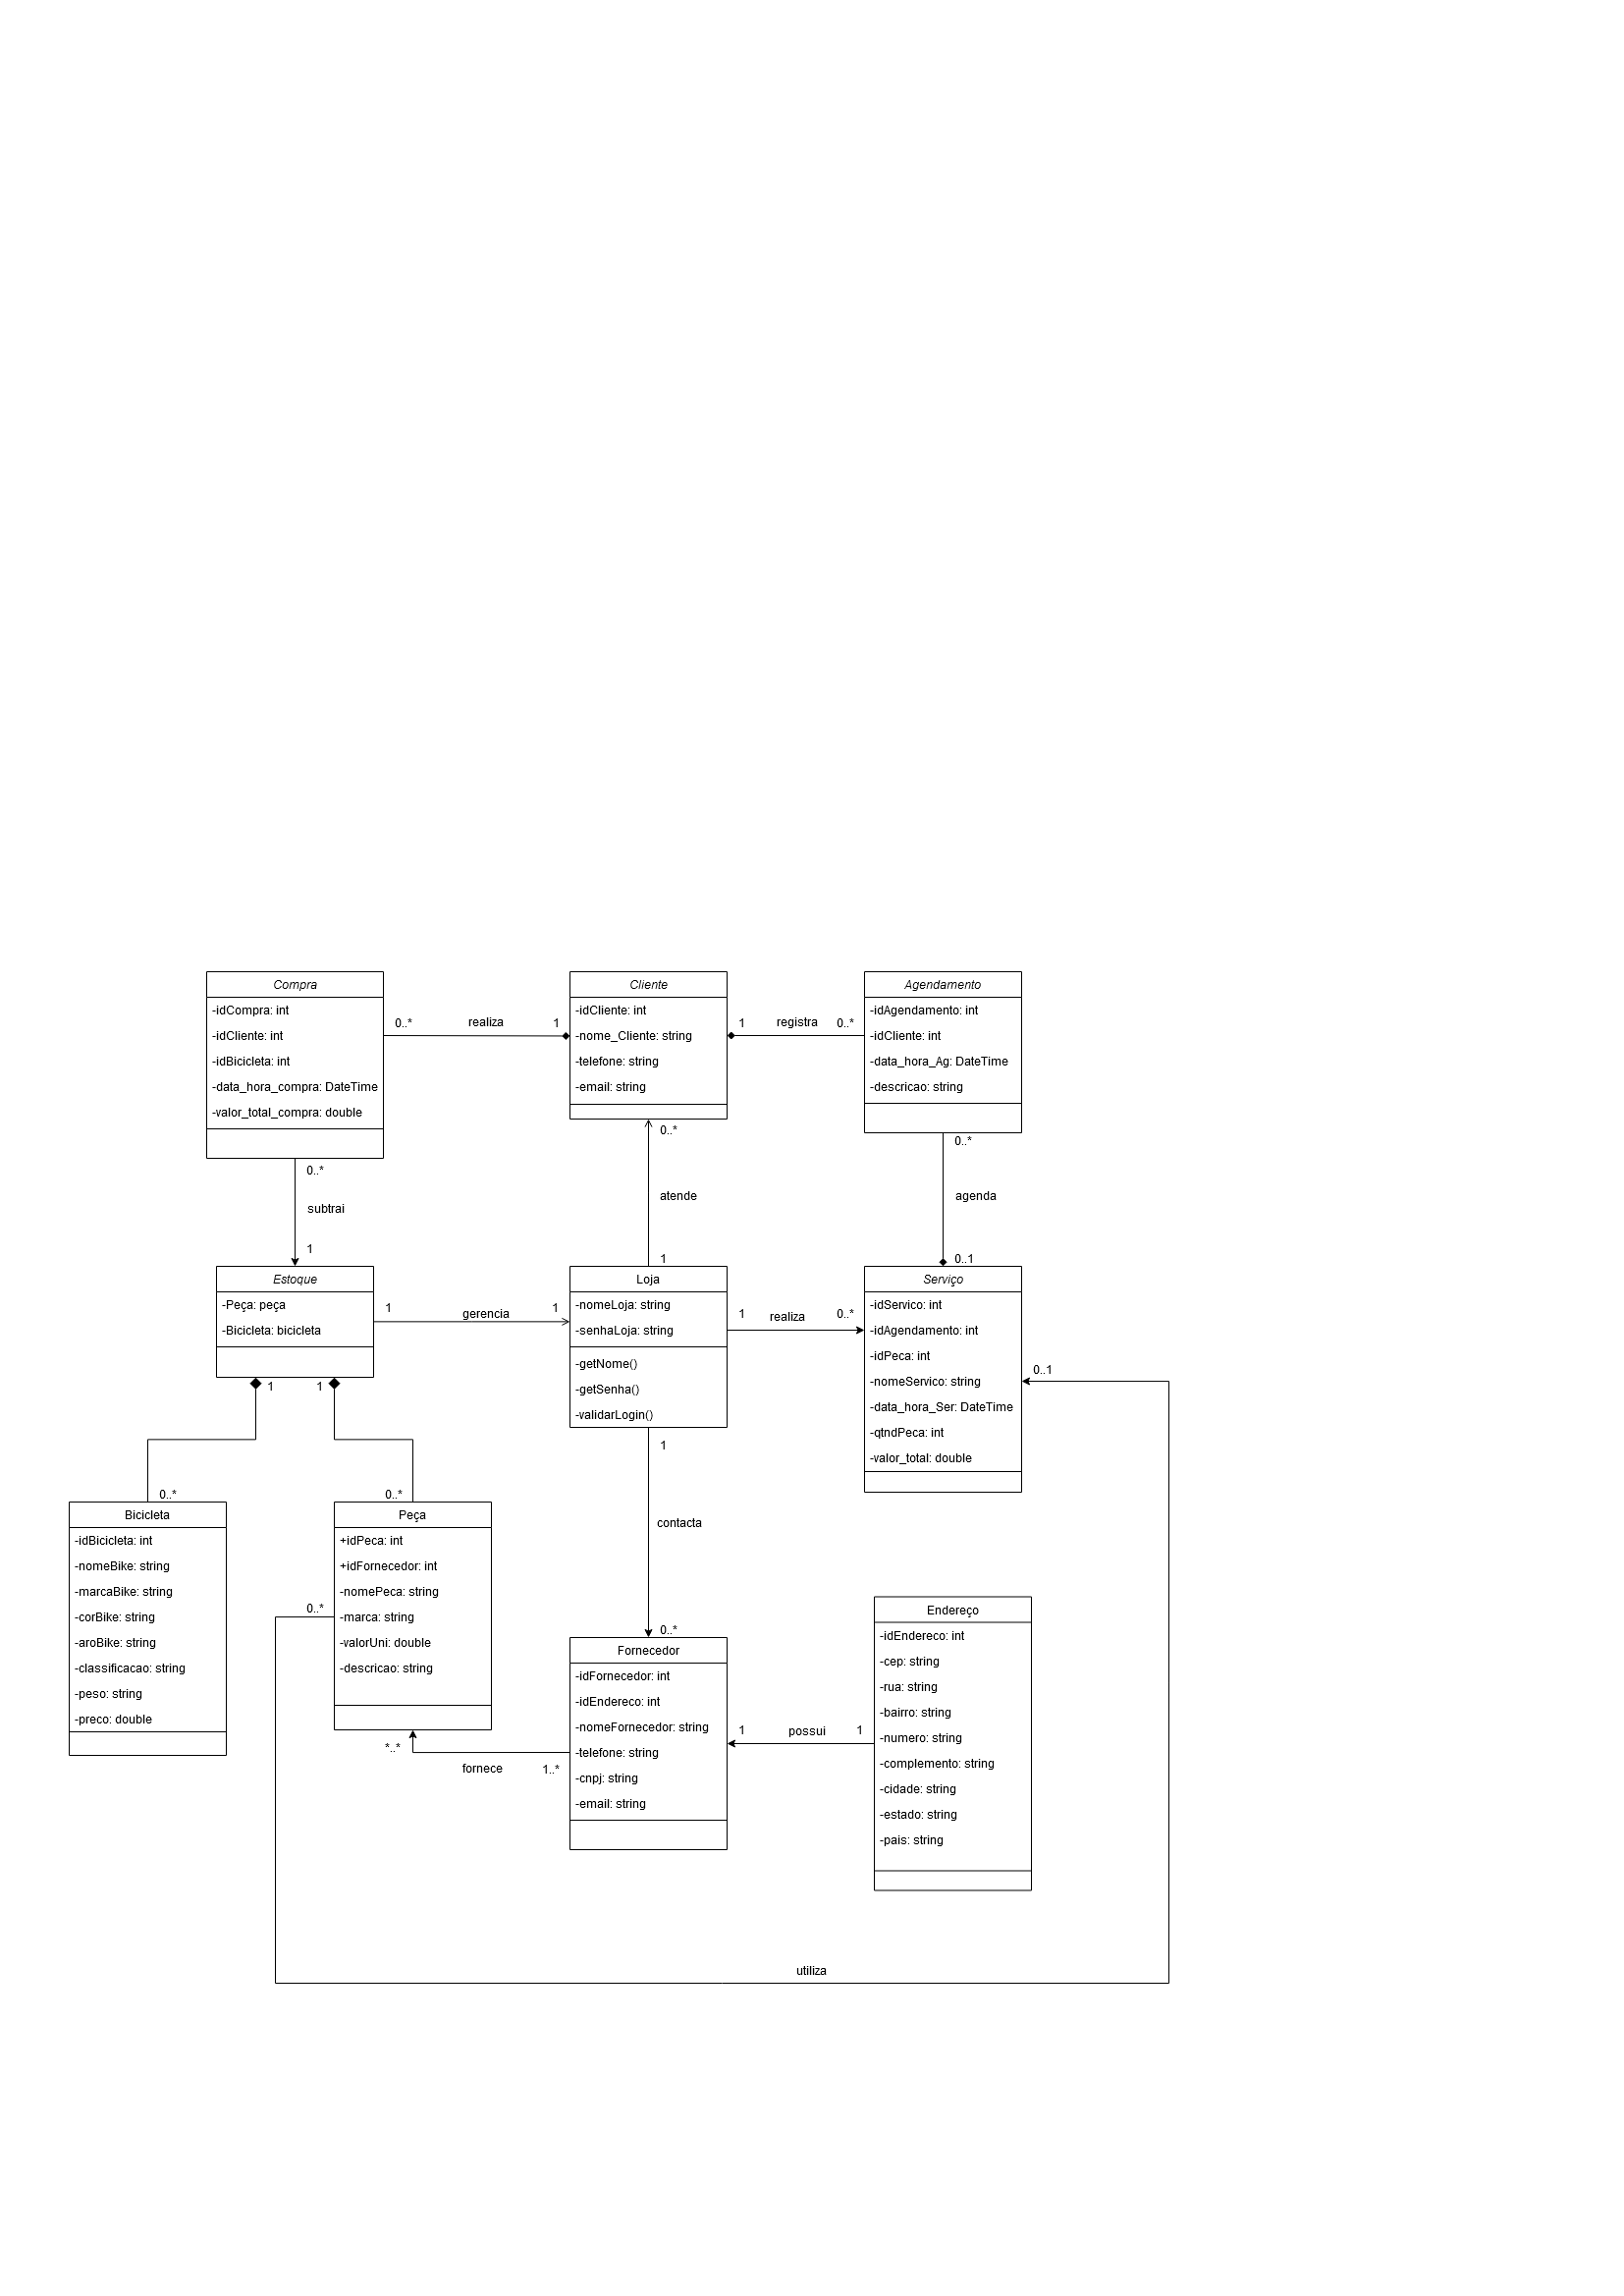 Compra
-idCompra: int
-idCliente: int
-idBicicleta: int
-data_hora_compra: DateTime
-valor_total_compra: double
0..*
realiza
1
Cliente
-idCliente: int
-nome_Cliente: string
-telefone: string
-email: string
1
registra
0..*
Agendamento
-idAgendamento: int
-idCliente: int
-data_hora_Ag: DateTime
-descricao: string
0..*
subtrai
1
0..*
atende
1
0..*
agenda
0..1
Estoque
-Peça: peça
-Bicicleta: bicicleta
1
gerencia
1
Loja
-nomeLoja: string
-senhaLoja: string
-getNome()
-getSenha()
-validarLogin()
1
realiza
0..*
Serviço
-idServico: int
-idAgendamento: int
-idPeca: int
-nomeServico: string
-data_hora_Ser: DateTime
-qtndPeca: int
-valor_total: double
0..1
1
1
0..*
0..*
1
contacta
0..*
Bicicleta
-idBicicleta: int
-nomeBike: string
-marcaBike: string
-corBike: string
-aroBike: string
-classificacao: string
-peso: string
-preco: double
Peça
+idPeca: int
+idFornecedor: int
-nomePeca: string
-marca: string
-valorUni: double
-descricao: string
0..*
*..*
fornece
1..*
Fornecedor
-idFornecedor: int
-idEndereco: int
-nomeFornecedor: string
-telefone: string
-cnpj: string
-email: string
1
possui
1
Endereço
-idEndereco: int
-cep: string
-rua: string
-bairro: string
-numero: string
-complemento: string
-cidade: string
-estado: string
-pais: string
utiliza